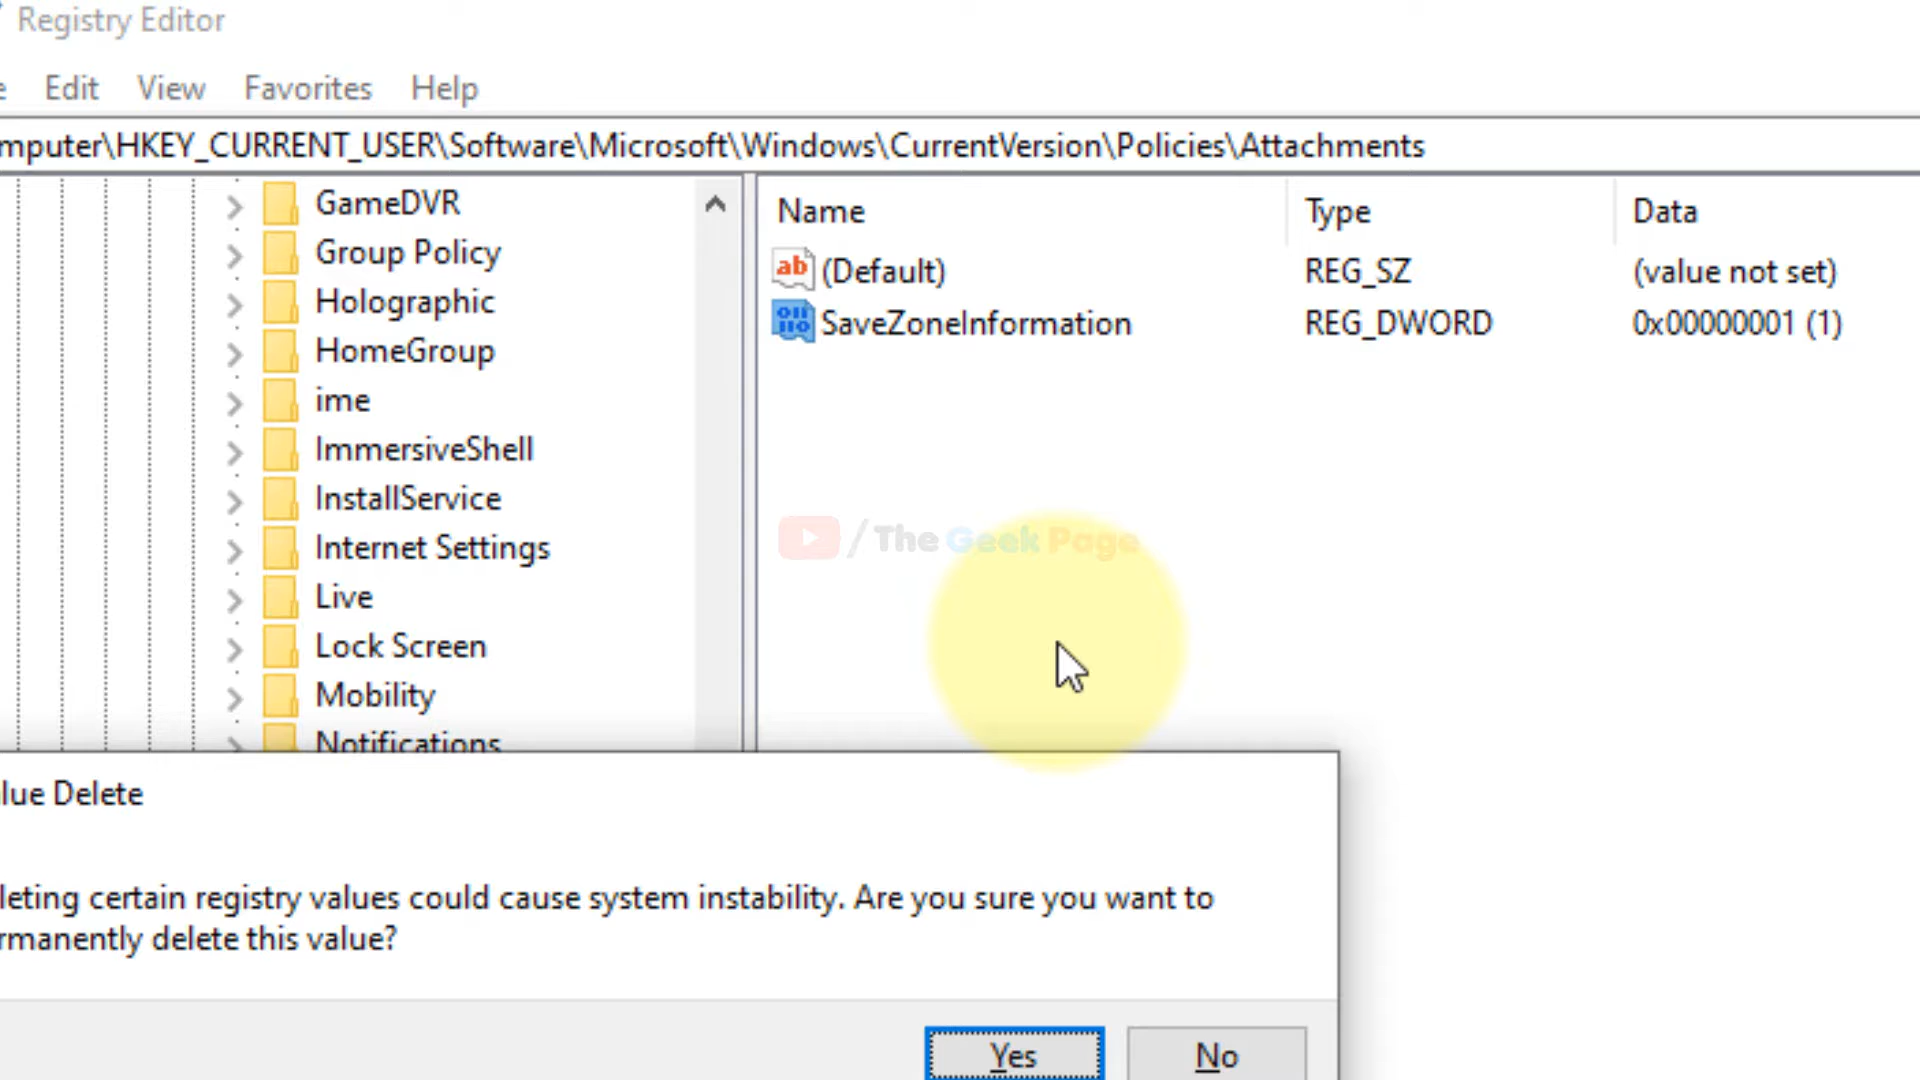 Registry Editor
Edit View Favorites Help
mputer\HKEY_CURRENT_USER\Software\Microsoft\Windows\CurrentVersion\Policies\Attachments
GameDVR
Group Policy
Holographic
HomeGroup
ime
ImmersiveShell
InstallService
Internet Settings
Live
Lock Screen
Mobility
Notifications
Name Type Data
ab (Default) REG_SZ (value not set)
SaveZoneInformation REG_DWORD 0x00000001 (1)
/The Geek Page
lue Delete
leting certain registry values could cause system instability. Are you sure you want to
rmanently delete this value?
Yes No